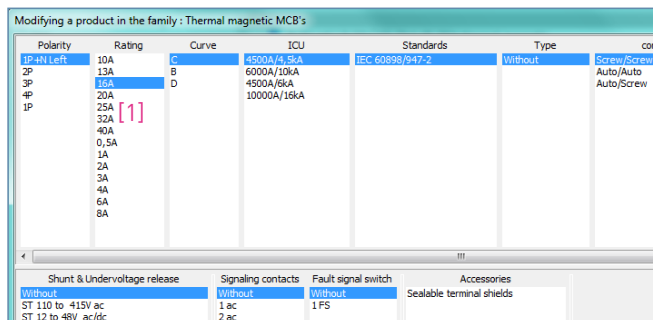 Modifying a product in the family : Thermal magnetic MCB's
Polarity Rating Curve ICU Standards Type
1P+N Left 10A C 4500A/4,5kA IEC 60898/947-2 Without Screw/Screw
2P 13A B 6000A/10kA Auto/Auto
3P 16A D 4500A/6kA Auto/Screw
4P 20A 10000A/16kA
1P 25A
[1]
32A
40A
0,5A
1A
2A
3A
4A
6A
8A
Shunt & Undervoltage release Signaling contacts Fault signal switch Accessories
Without Without Without Sealable terminal shields
ST 110 to 415V ac 1 ac 1 FS
ST 12 to 48V ac/dc 2 ac